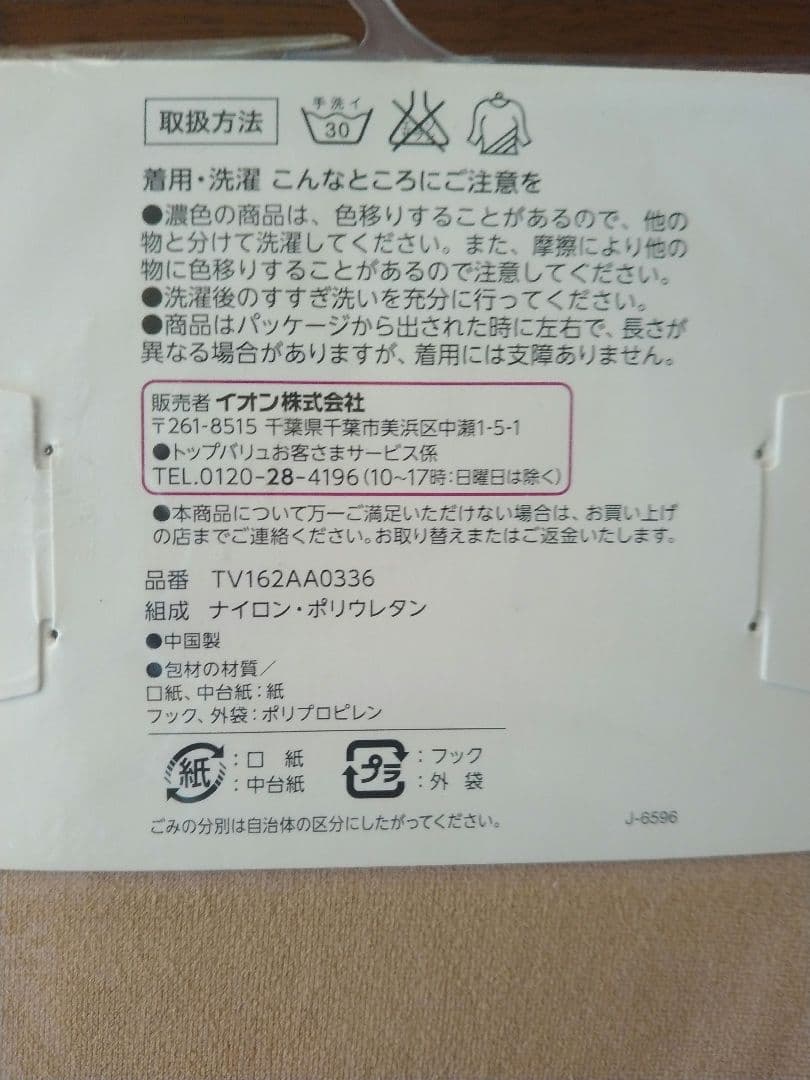 取扱方法
手洗イ
30
着用・洗濯 こんなところにご注意を
●濃色の商品は、色移りすることがあるので、他の
物と分けて洗濯してください。また、摩擦により他の
物に色移りすることがあるので注意してください。
●洗濯後のすすぎ洗いを充分に行ってください。
●商品はパッケージから出された時に左右で、長さが
異なる場合がありますが、着用には支障ありません。
販売者 イオン株式会社
〒261-8515 千葉県千葉市美浜区中瀬1-5-1
●トップバリュお客さまサービス係
TEL.0120-28-4196(10〜17時:日曜日は除く)
●本商品について万一ご満足いただけない場合は、お買い上げ
の店までご連絡ください。お取り替えまたはご返金いたします。
品番 TV162AA0336
組成 ナイロン・ポリウレタン
●中国製
●包材の材質/
口紙、中台紙:紙
フック、外袋:ポリプロピレン
紙 :口 紙
:中台紙
プラ :フック
:外 袋
ごみの分別は自治体の区分にしたがってください。
J-6596